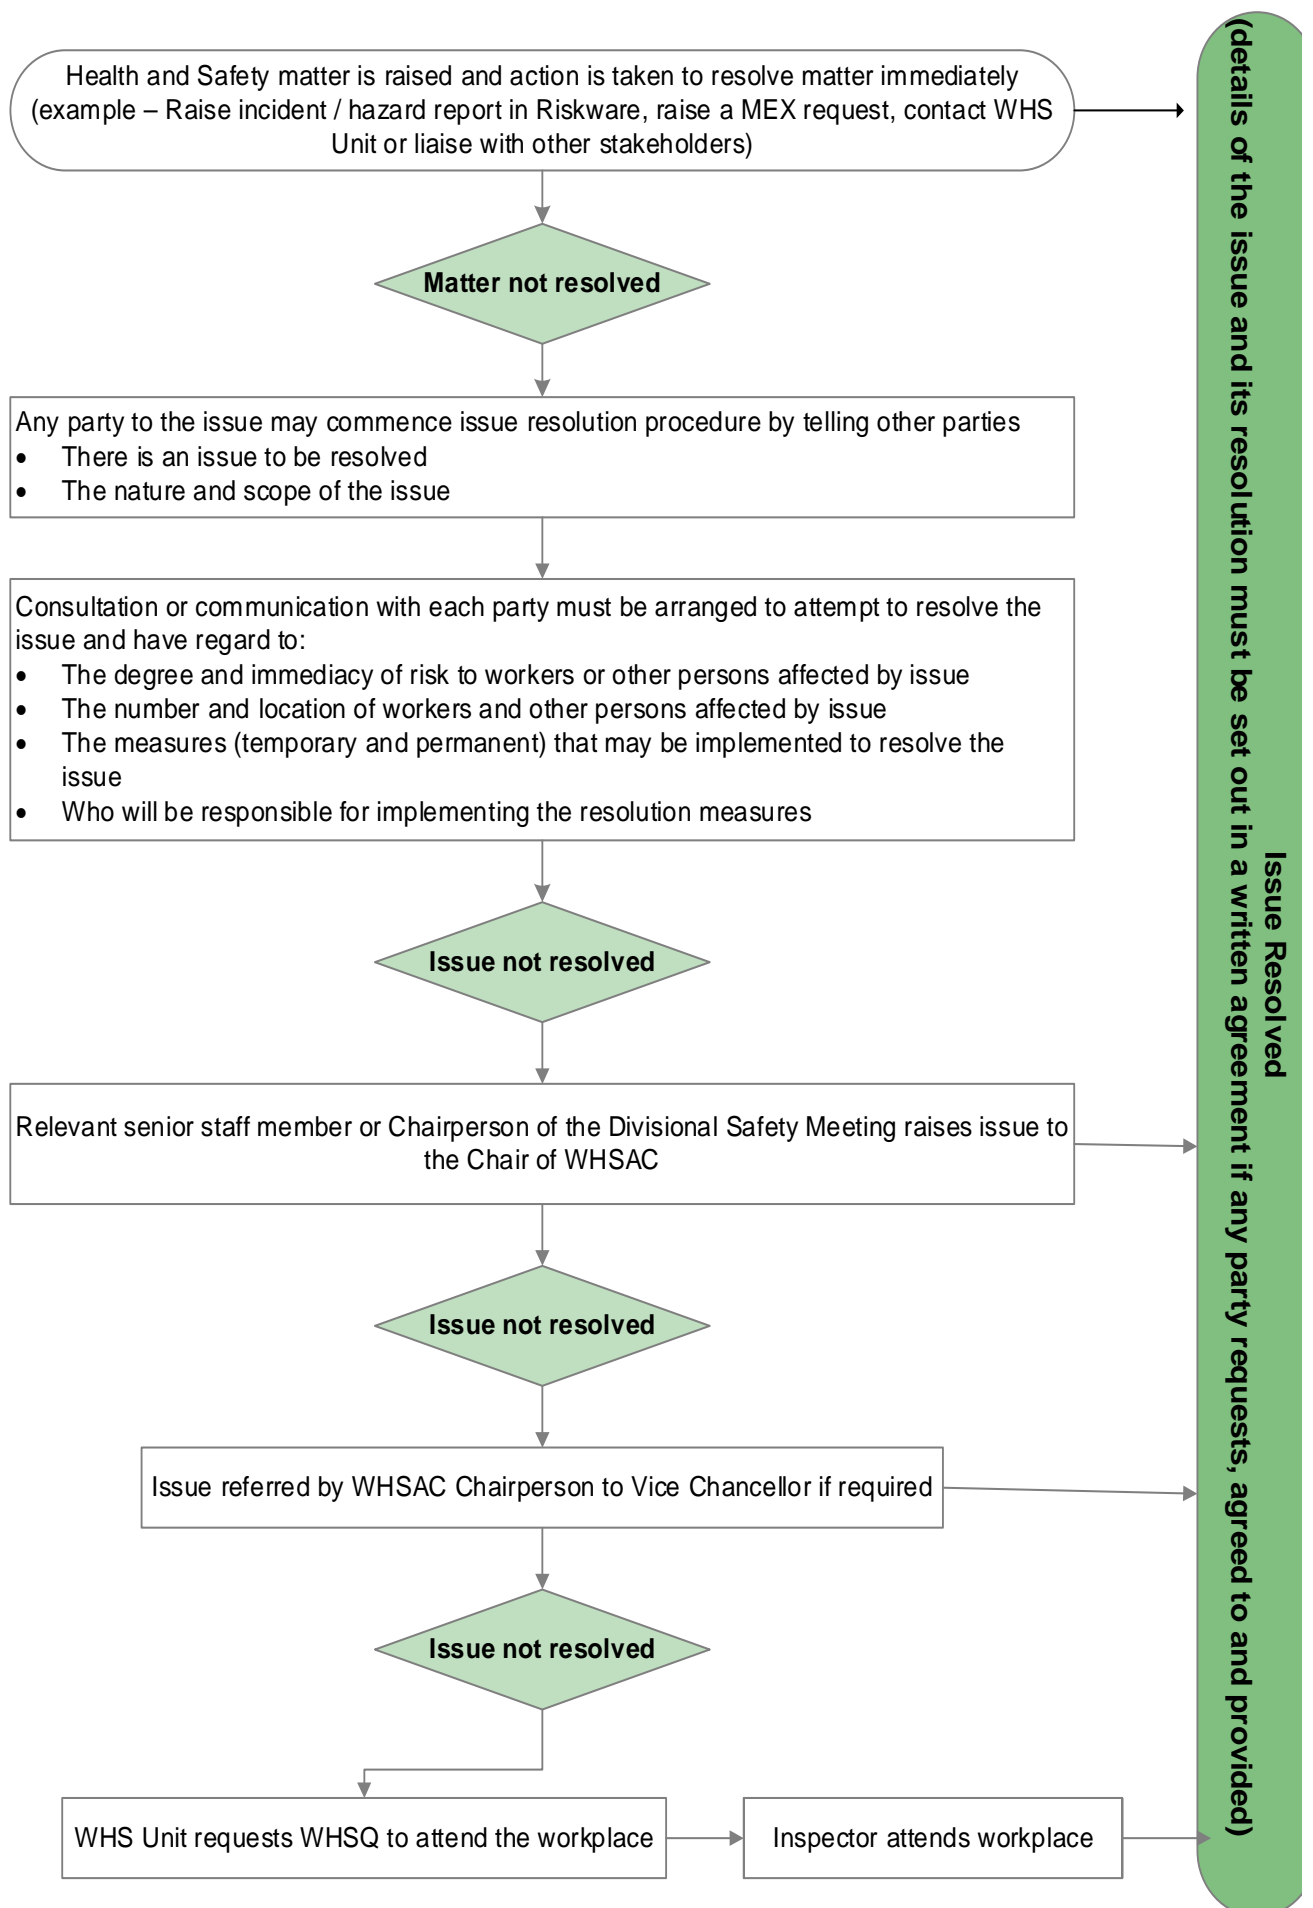 Health and Safety matter is raised and action is taken to resolve matter immediately
(example – Raise incident / hazard report in Riskware, raise a MEX request, contact WHS
Unit or liaise with other stakeholders)
Matter not resolved
Any party to the issue may commence issue resolution procedure by telling other parties
• There is an issue to be resolved
• The nature and scope of the issue
Consultation or communication with each party must be arranged to attempt to resolve the
issue and have regard to:
• The degree and immediacy of risk to workers or other persons affected by issue
• The number and location of workers and other persons affected by issue
• The measures (temporary and permanent) that may be implemented to resolve the
issue
• Who will be responsible for implementing the resolution measures
Issue not resolved
Relevant senior staff member or Chairperson of the Divisional Safety Meeting raises issue to
the Chair of WHSAC
Issue not resolved
Issue referred by WHSAC Chairperson to Vice Chancellor if required
Issue not resolved
WHS Unit requests WHSQ to attend the workplace
Inspector attends workplace
Issue Resolved
(details of the issue and its resolution must be set out in a written agreement if any party requests, agreed to and provided)